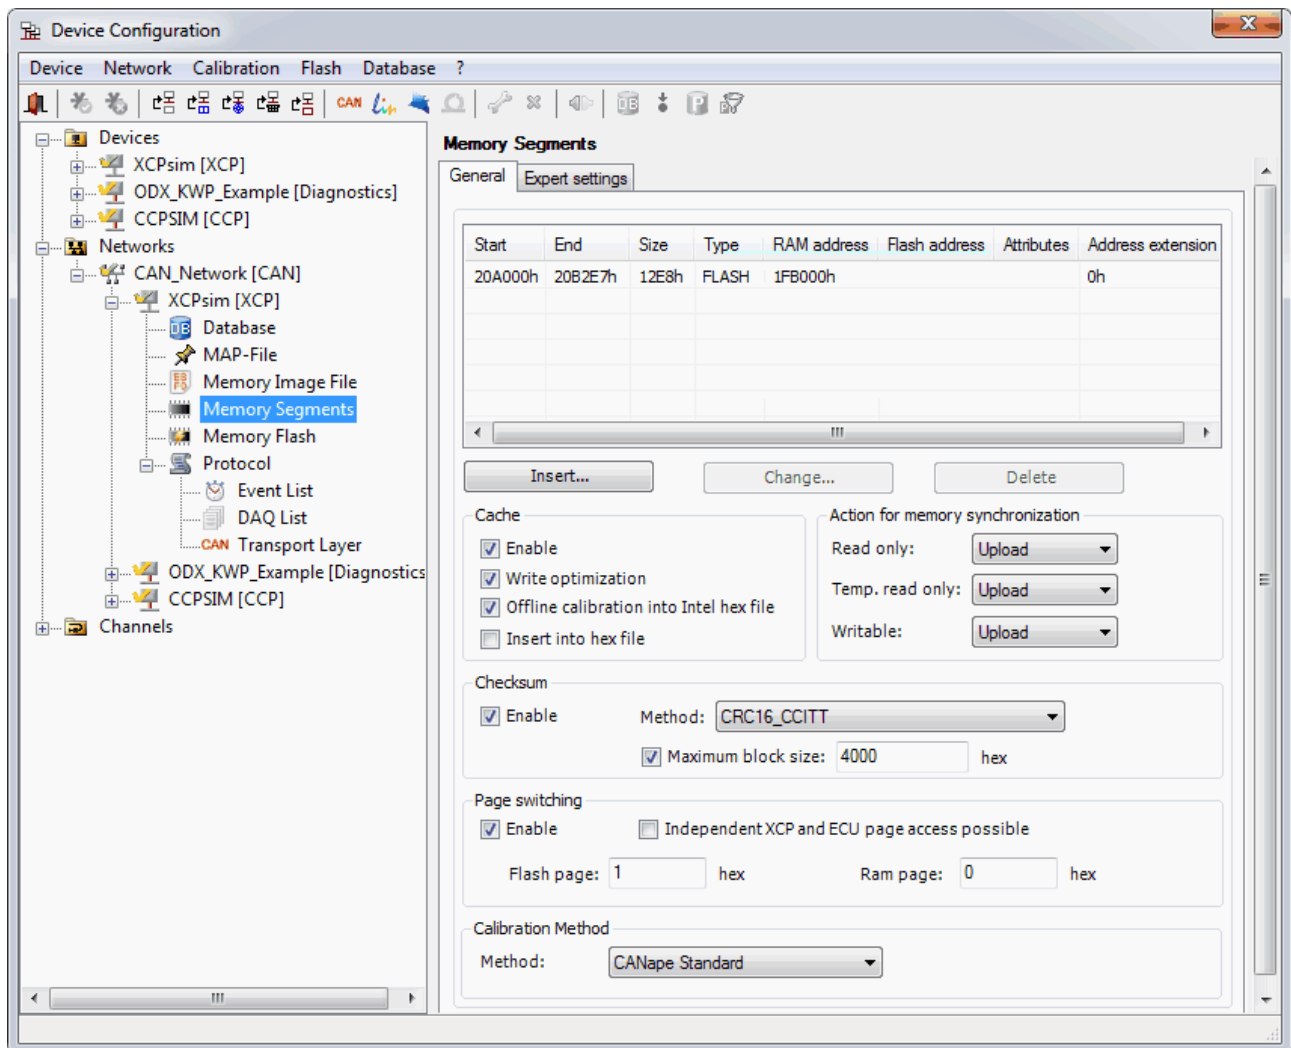 Device Configuration
Device Network Calibration Flash Database ?
CAN Lin
Devices
XCPsim [XCP]
ODX_KWP_Example [Diagnostics]
CCPSIM [CCP]
Networks
CAN_Network [CAN]
XCPsim [XCP]
DB Database
MAP-File
Memory Image File
Memory Segments
Memory Flash
Protocol
Event List
DAQ List
CAN Transport Layer
ODX_KWP_Example [Diagnostics
CCPSIM [CCP]
Channels
Memory Segments
General Expert settings
Start End Size Type RAM address Flash address Attributes Address extension
20A000h 20B2E7h 12E8h FLASH 1FB000h 0h
Insert... Change... Delete
Cache
Enable
Write optimization
Offline calibration into Intel hex file
Insert into hex file
Action for memory synchronization
Read only: Upload
Temp. read only: Upload
Writable: Upload
Checksum
Enable Method: CRC16_CCITT
Maximum block size: 4000 hex
Page switching
Enable Independent XCP and ECU page access possible
Flash page: 1 hex Ram page: 0 hex
Calibration Method
Method: CANape Standard